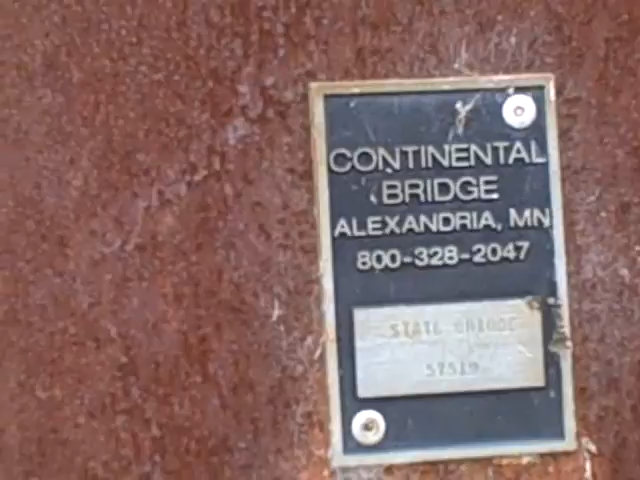 CONTINENTAL
BRIDGE
ALEXANDRIA, MN
800-328-2047
STATE BRIDGE
57519